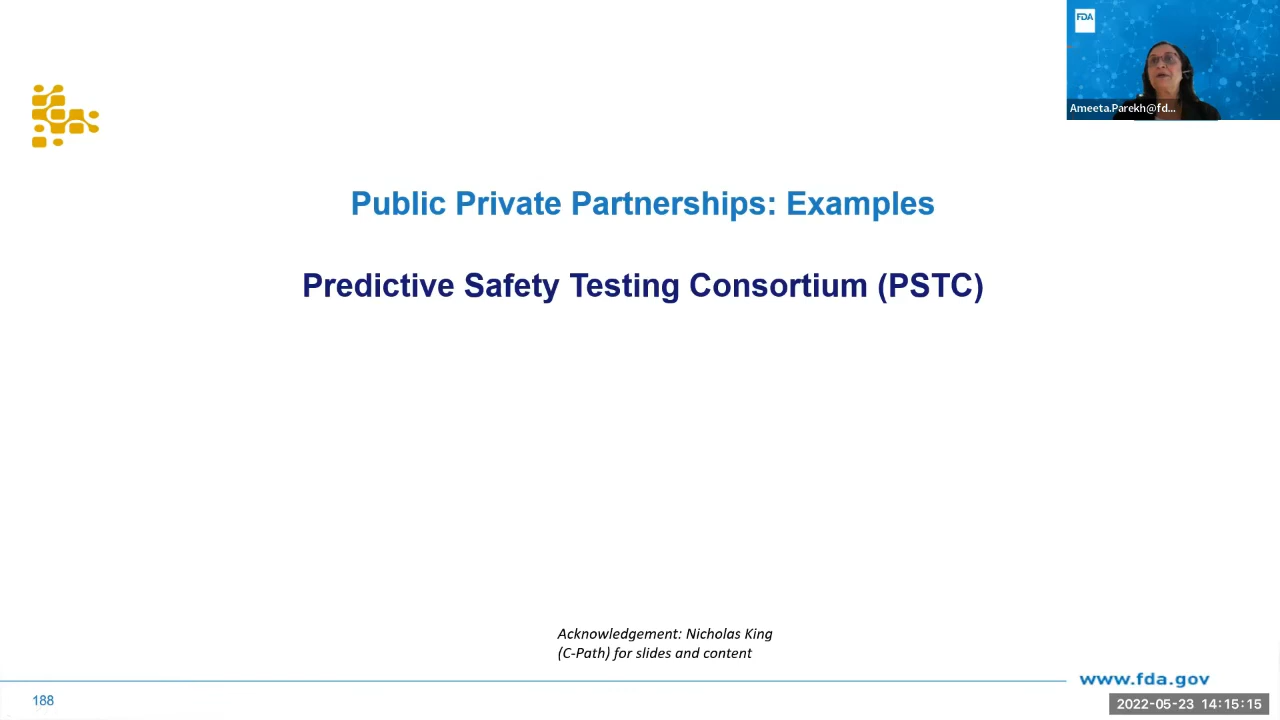 FDA
Ameeta.Parekh@fd...
Public Private Partnerships: Examples
Predictive Safety Testing Consortium (PSTC)
Acknowledgement: Nicholas King
(C-Path) for slides and content
www.fda.gov
188
2022-05-23 14:15:15